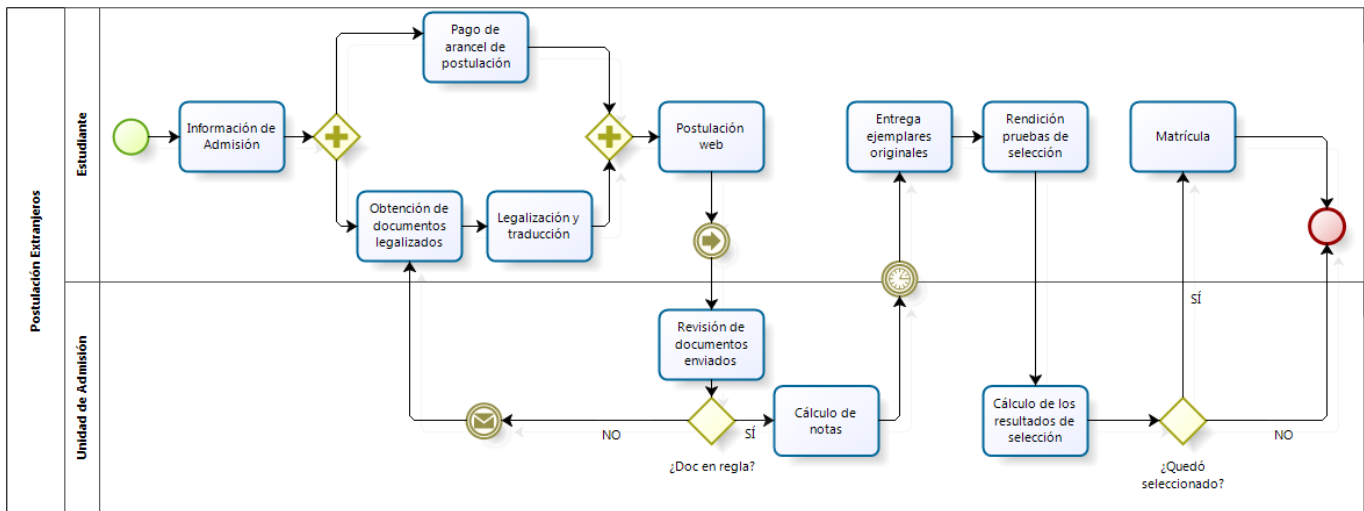 Postulación Extranjeros
Estudiante
Unidad de Admisión
Información de
Admisión
Pago de
arancel de
postulación
Obtención de
documentos
legalizados
Legalización y
traducción
Postulación
web
Revisión de
documentos
enviados
¿Doc en regla?
NO
SÍ
Cálculo de
notas
Entrega
ejemplares
originales
Rendición
pruebas de
selección
Cálculo de los
resultados de
selección
¿Quedó
seleccionado?
SÍ
NO
Matrícula